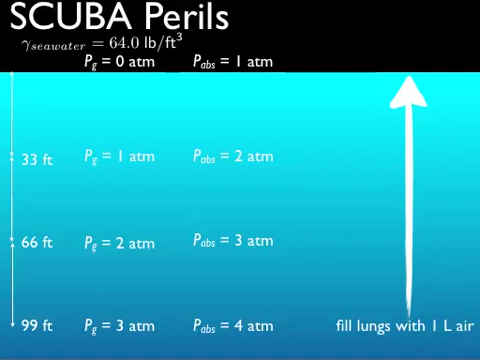 SCUBA Perils
γseawater = 64.0 lb/ft³
Pg = 0 atm Pabs = 1 atm
33 ft Pg = 1 atm Pabs = 2 atm
66 ft Pg = 2 atm Pabs = 3 atm
99 ft Pg = 3 atm Pabs = 4 atm fill lungs with 1 L air